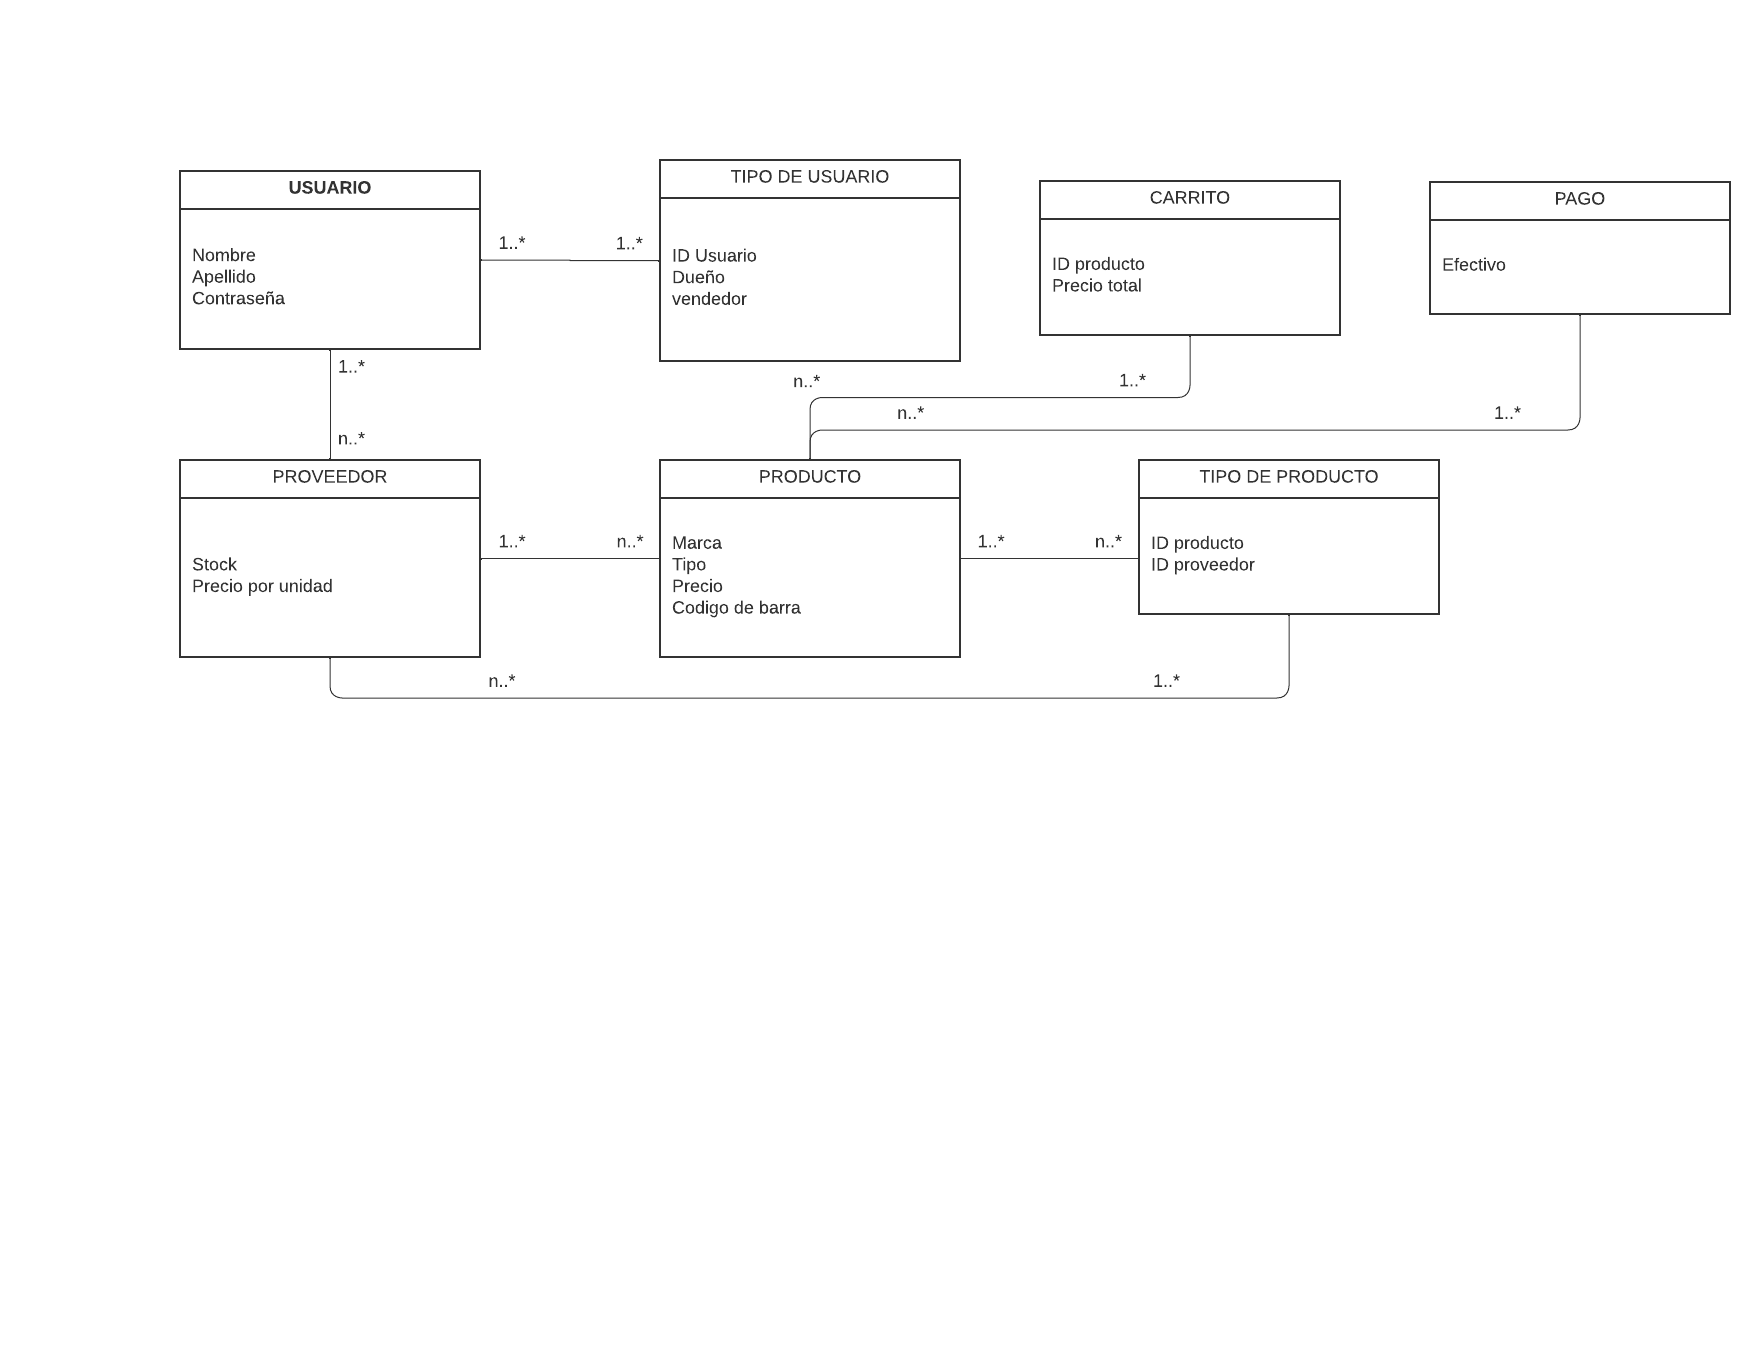 USUARIO
Nombre
Apellido
Contraseña
1..*
1..*
TIPO DE USUARIO
ID Usuario
Dueño
vendedor
CARRITO
ID producto
Precio total
PAGO
Efectivo
1..*
n..*
n..*
1..*
n..*
1..*
PROVEEDOR
Stock
Precio por unidad
1..*
n..*
PRODUCTO
Marca
Tipo
Precio
Codigo de barra
1..*
n..*
TIPO DE PRODUCTO
ID producto
ID proveedor
n..*
1..*